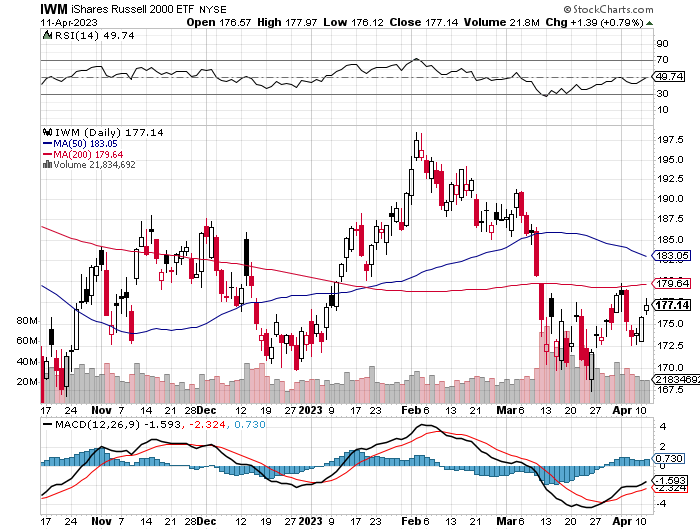 IWM iShares Russell 2000 ETF NYSE © StockCharts.com
11-Apr-2023 Open 176.57 High 177.97 Low 176.12 Close 177.14 Volume 21.8M Chg +1.39 (+0.79%)
RSI(14) 49.74
90
70
49.74
30
10
IWM (Daily) 177.14
MA(50) 183.05
MA(200) 179.64
Volume 21,834,692
197.5
195.0
192.5
190.0
187.5
185.0
183.05
179.64
177.14
175.0
172.5
170.0
167.5
80M
60M
40M
20M
21834692
17 24 Nov 7 14 21 28 Dec 12 19 27 2023 9 17 23 Feb 6 13 21 Mar 13 20 27 Apr 10
MACD(12,26,9) -1.593, -2.324, 0.730
4
2
0.730
0
-1.593
-2.324
-4
17 24 Nov 7 14 21 28 Dec 12 19 27 2023 9 17 23 Feb 6 13 21 Mar 13 20 27 Apr 10